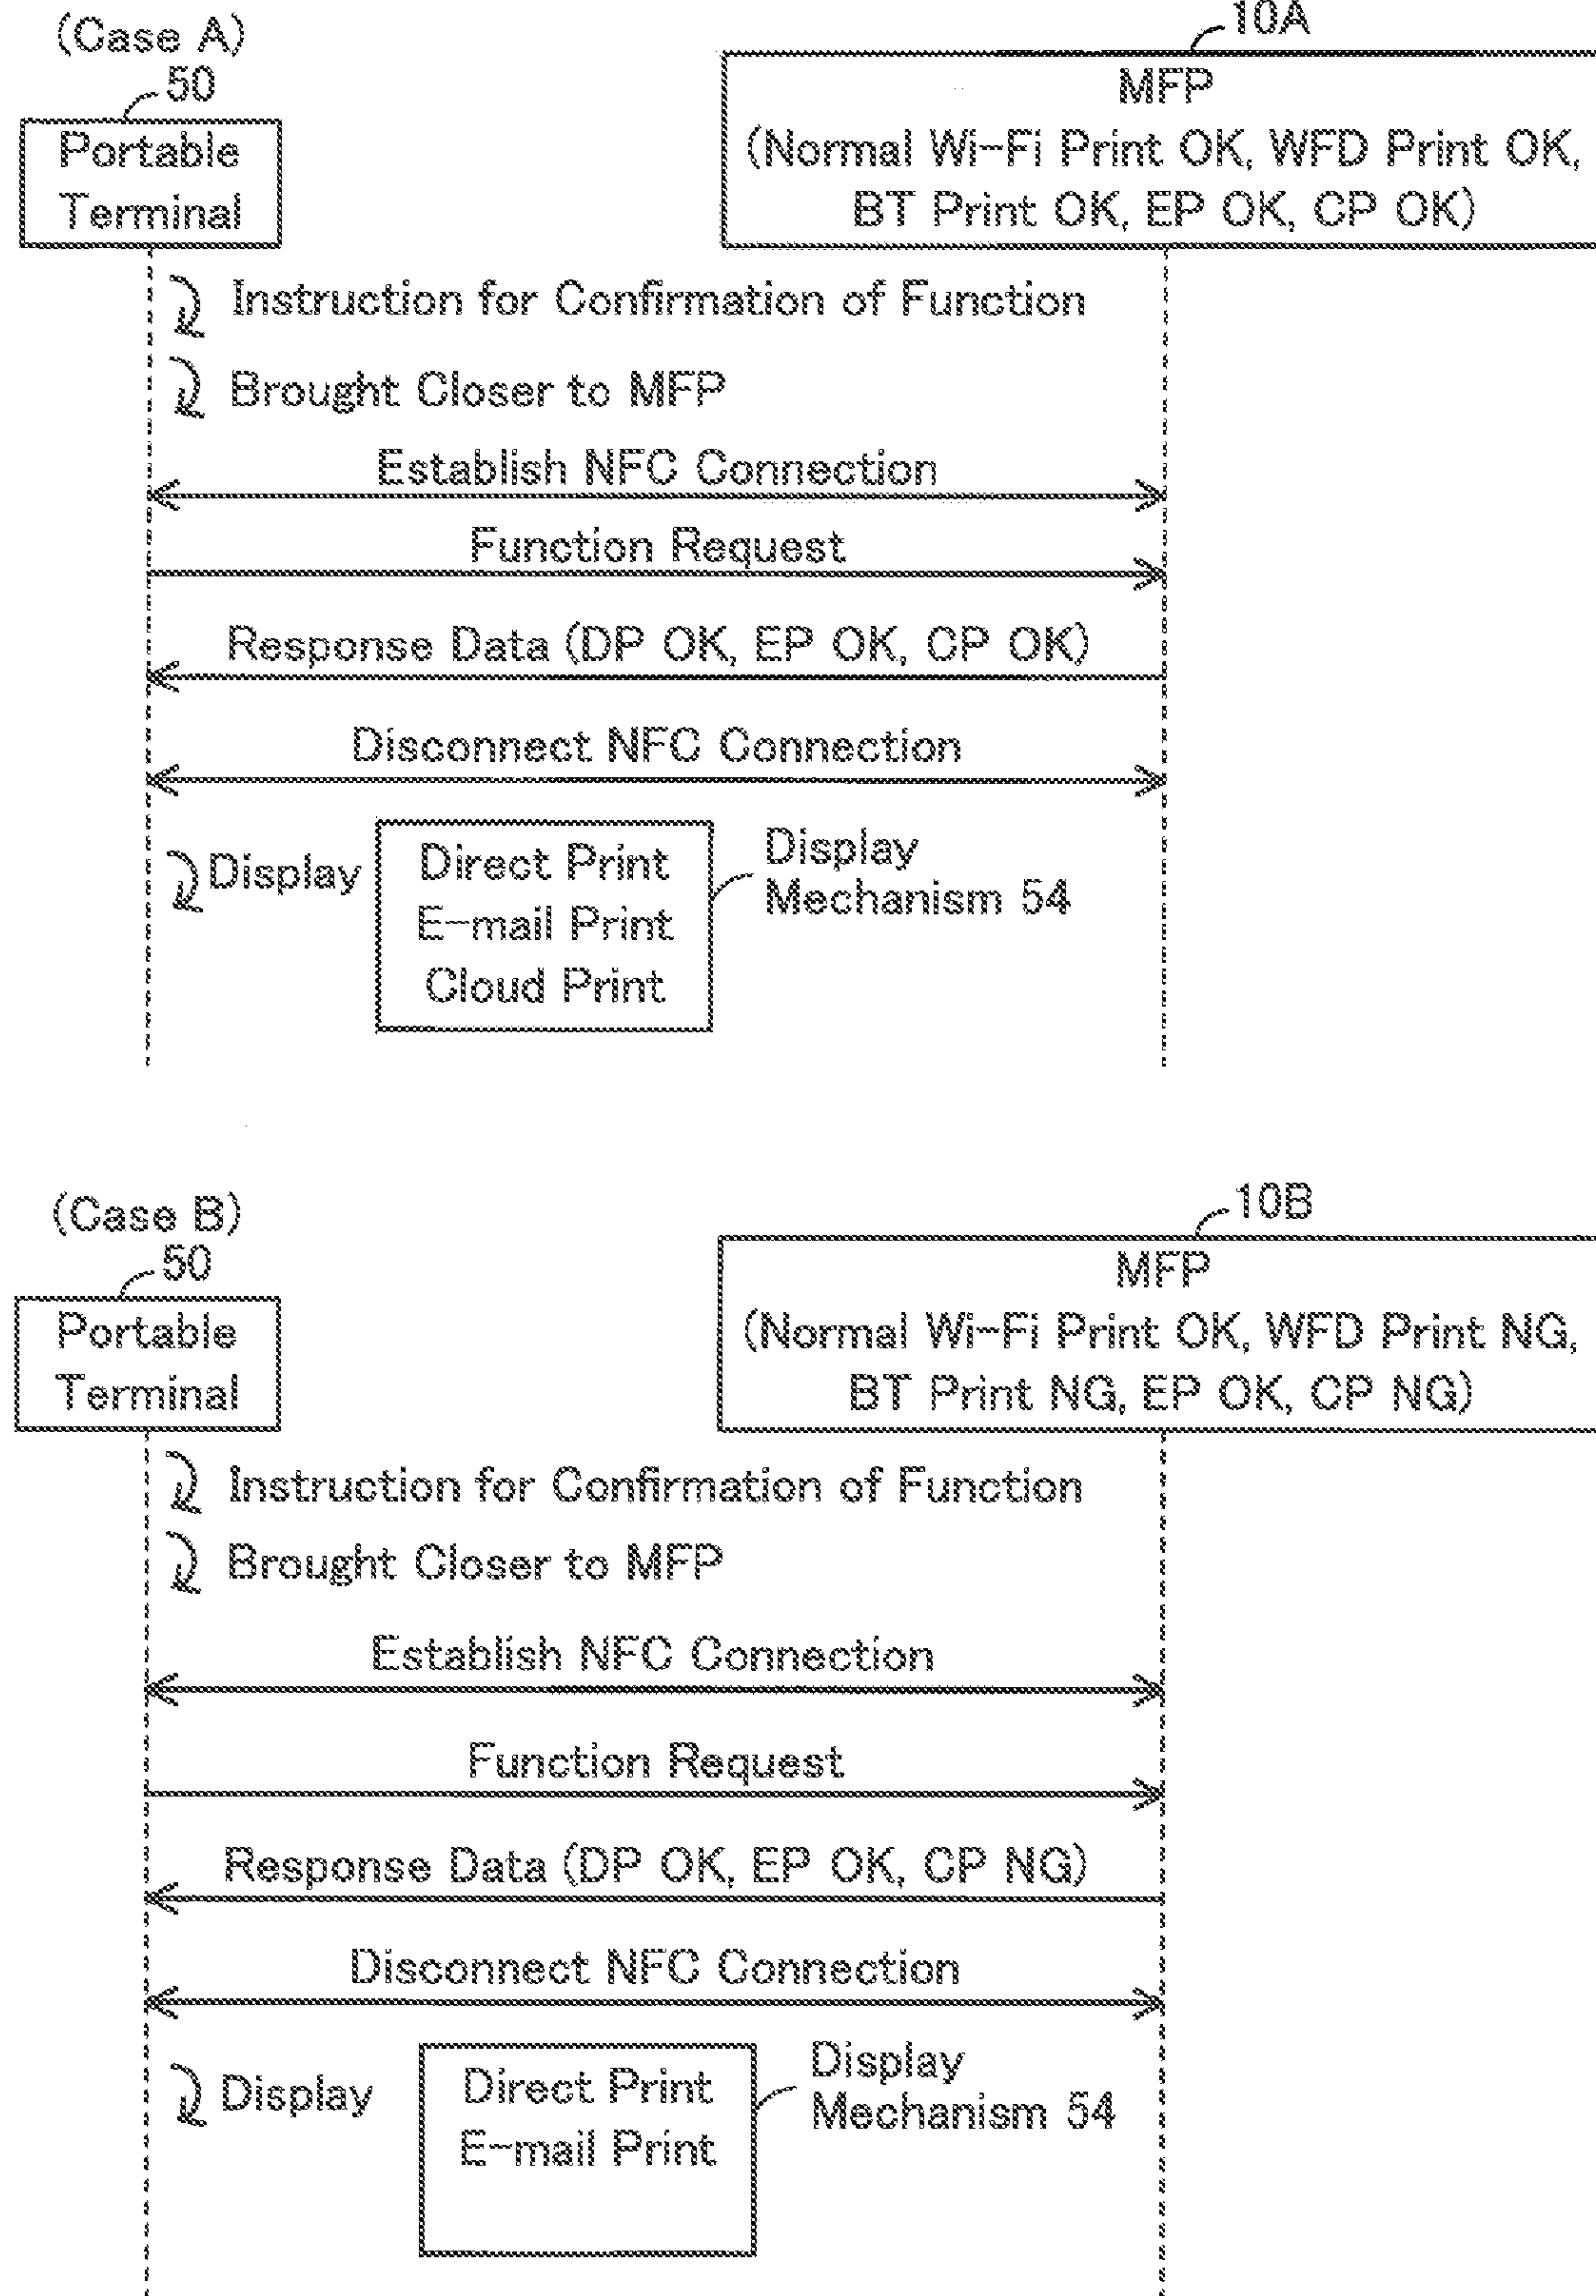 (Case A)
50
Portable
Terminal
10A
MFP
(Normal Wi-Fi Print OK, WFD Print OK,
BT Print OK, EP OK, CP OK)
Instruction for Confirmation of Function
Brought Closer to MFP
Establish NFC Connection
Function Request
Response Data (DP OK, EP OK, CP OK)
Disconnect NFC Connection
Display
Direct Print
E-mail Print
Cloud Print
Display
Mechanism 54
(Case B)
50
Portable
Terminal
10B
MFP
(Normal Wi-Fi Print OK, WFD Print NG,
BT Print NG, EP OK, CP NG)
Instruction for Confirmation of Function
Brought Closer to MFP
Establish NFC Connection
Function Request
Response Data (DP OK, EP OK, CP NG)
Disconnect NFC Connection
Display
Direct Print
E-mail Print
Display
Mechanism 54